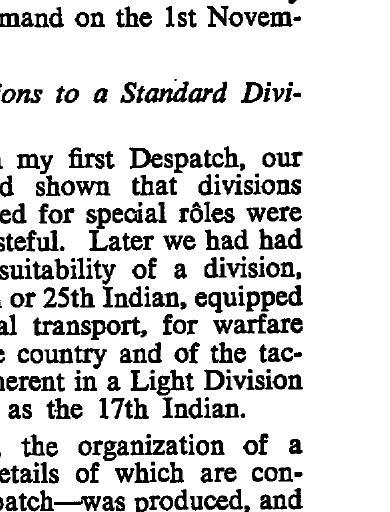 mand on the 1st Novem-
ions to a Standard Divi-
my first Despatch, our
d shown that divisions
ed for special rôles were
steful. Later we had had
suitability of a division,
or 25th Indian, equipped
al transport, for warfare
e country and of the tac-
herent in a Light Division
as the 17th Indian.
, the organization of a
etails of which are con-
patch—was produced, and